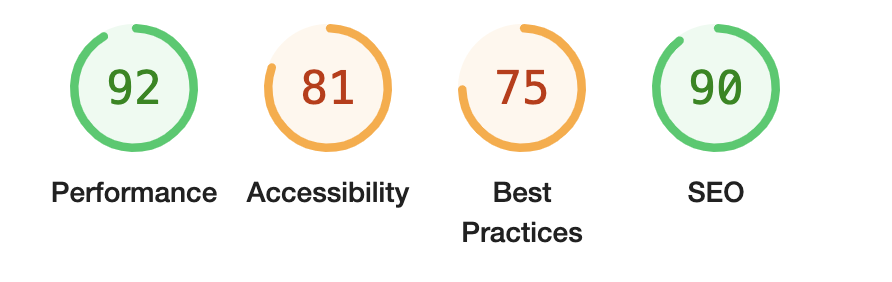 92 81 75 90
Performance Accessibility Best SEO
Practices